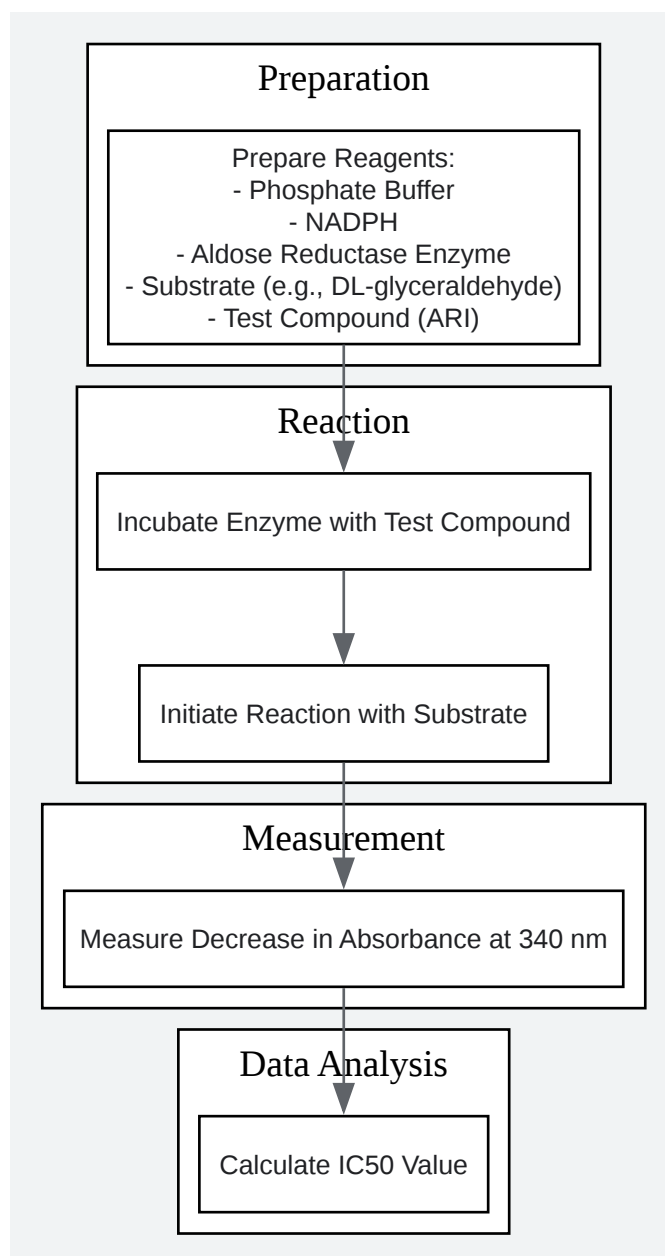 Preparation
Prepare Reagents:
- Phosphate Buffer
- NADPH
- Aldose Reductase Enzyme
- Substrate (e.g., DL-glyceraldehyde)
- Test Compound (ARI)
Reaction
Incubate Enzyme with Test Compound
Initiate Reaction with Substrate
Measurement
Measure Decrease in Absorbance at 340 nm
Data Analysis
Calculate IC50 Value